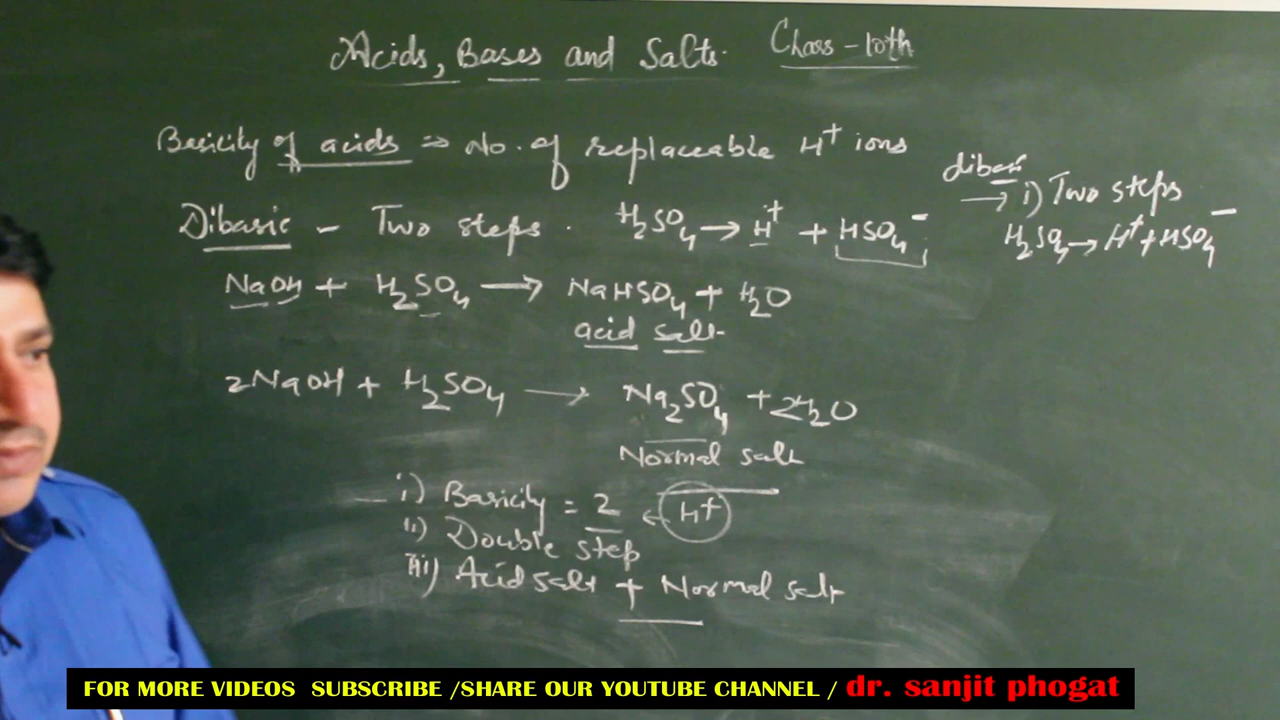 Acids, Bases and Salts. Class-10th
Basicity of acids ⇒ No. of replaceable H⁺ ions
Dibasic - Two steps. H₂SO₄ → H⁺ + HSO₄⁻
dibasi
→ i) Two steps
H₂SO₄ → H⁺ + HSO₄⁻
NaOH + H₂SO₄ → NaHSO₄ + H₂O
acid salt
2NaOH + H₂SO₄ → Na₂SO₄ + 2H₂O
Normal salt
i) Basicity = 2 ← H⁺
ii) Double step
iii) Acid salt + Normal salt
FOR MORE VIDEOS SUBSCRIBE /SHARE OUR YOUTUBE CHANNEL / dr. sanjit phogat